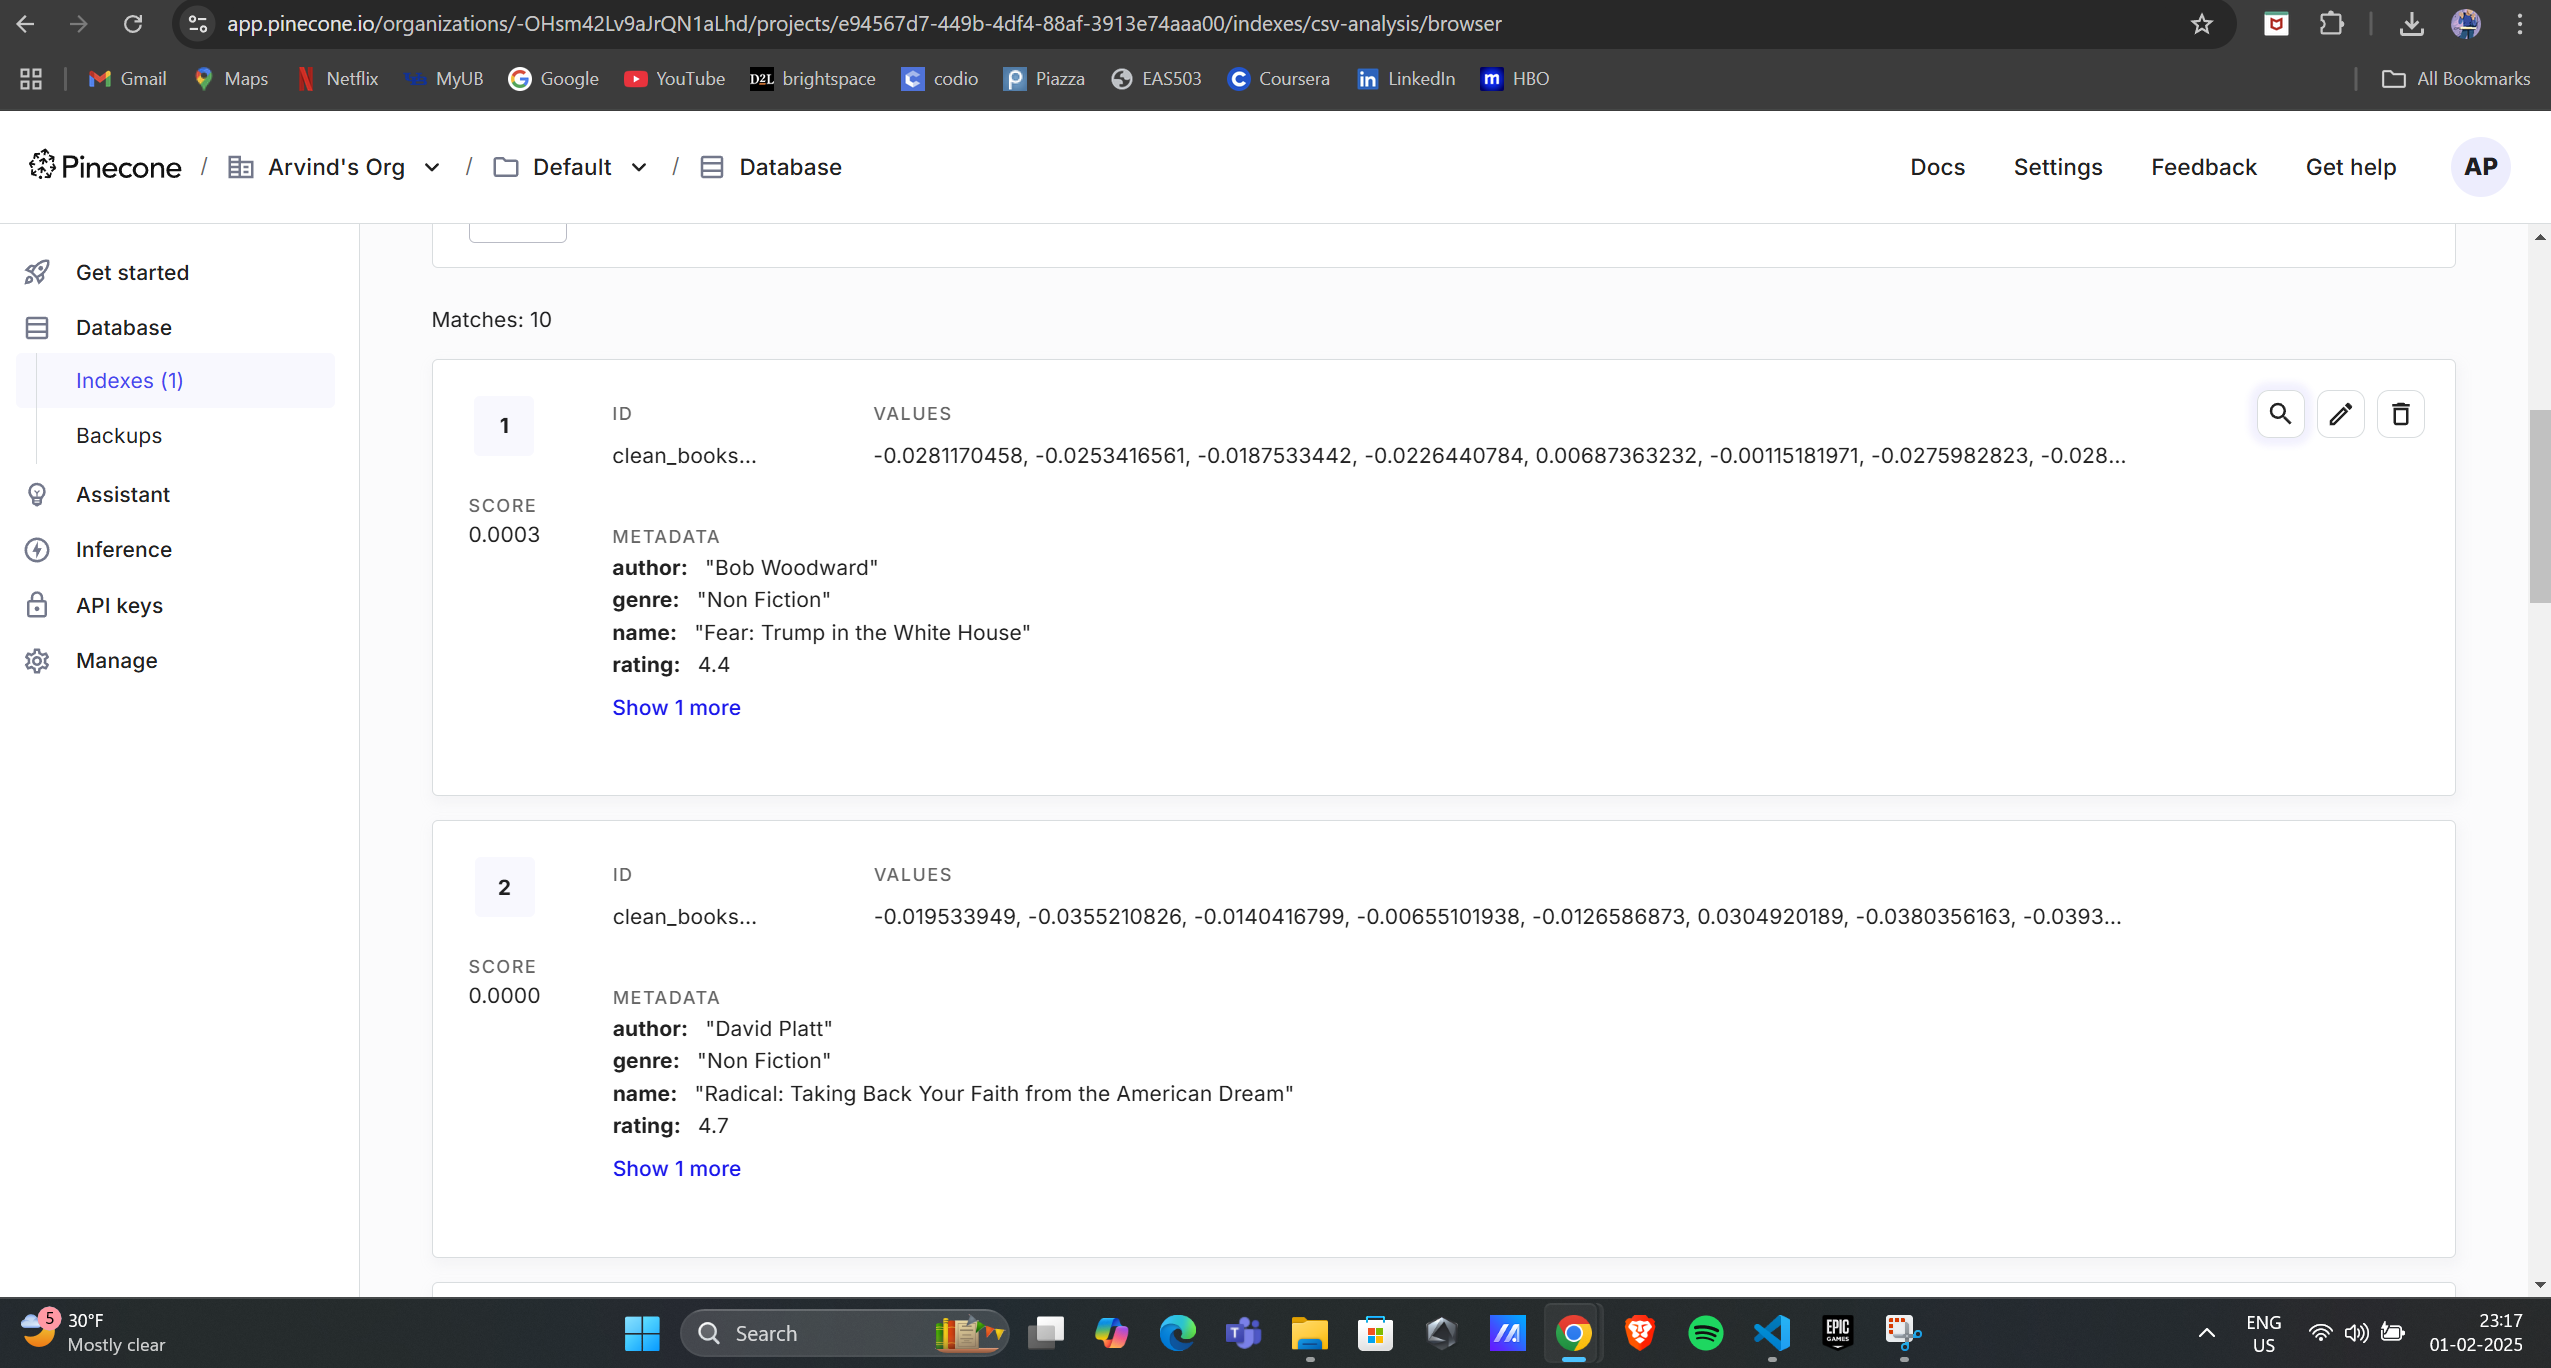 app.pinecone.io/organizations/-OHsm42Lv9aJrQN1aLhd/projects/e94567d7-449b-4df4-88af-3913e74aaa00/indexes/csv-analysis/browser
Gmail Maps Netflix MyUB Google YouTube D2L brightspace codio Piazza EAS503 Coursera LinkedIn m HBO All Bookmarks
Pinecone / Arvind's Org / Default / Database Docs Settings Feedback Get help AP
Get started
Database
Indexes (1)
Backups
Assistant
Inference
API keys
Manage
Matches: 10
1 ID VALUES
clean_books... -0.0281170458, -0.0253416561, -0.0187533442, -0.0226440784, 0.00687363232, -0.00115181971, -0.0275982823, -0.028...
SCORE
0.0003
METADATA
author: "Bob Woodward"
genre: "Non Fiction"
name: "Fear: Trump in the White House"
rating: 4.4
Show 1 more
2 ID VALUES
clean_books... -0.019533949, -0.0355210826, -0.0140416799, -0.00655101938, -0.0126586873, 0.0304920189, -0.0380356163, -0.0393...
SCORE
0.0000
METADATA
author: "David Platt"
genre: "Non Fiction"
name: "Radical: Taking Back Your Faith from the American Dream"
rating: 4.7
Show 1 more
5 30°F
Mostly clear
Search
EPIC
GAMES
ENG
US
23:17
01-02-2025